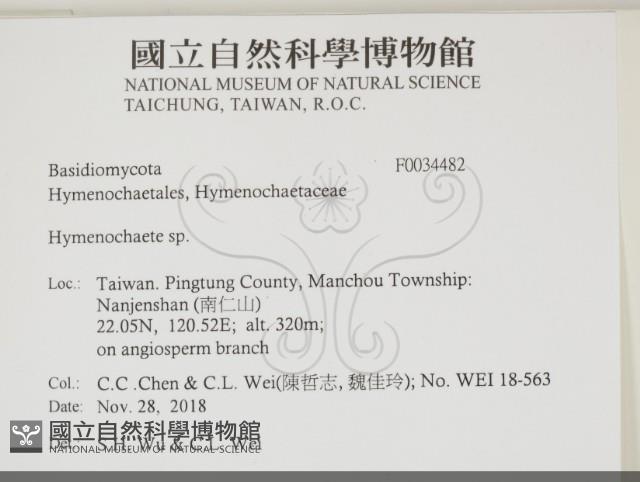 國立自然科學博物館
NATIONAL MUSEUM OF NATURAL SCIENCE
TAICHUNG, TAIWAN, R.O.C.
Basidiomycota F0034482
Hymenochaetales, Hymenochaetaceae
Hymenochaete sp.
Loc.: Taiwan. Pingtung County, Manchou Township:
Nanjenshan (南仁山)
22.05N, 120.52E; alt. 320m;
on angiosperm branch
Col.: C.C .Chen & C.L. Wei(陳哲志, 魏佳玲); No. WEI 18-563
Date: Nov. 28, 2018
國立自然科學博物館
Det.: S.H. Wu & C.L. Wei
NATIONAL MUSEUM OF NATURAL SCIENCE